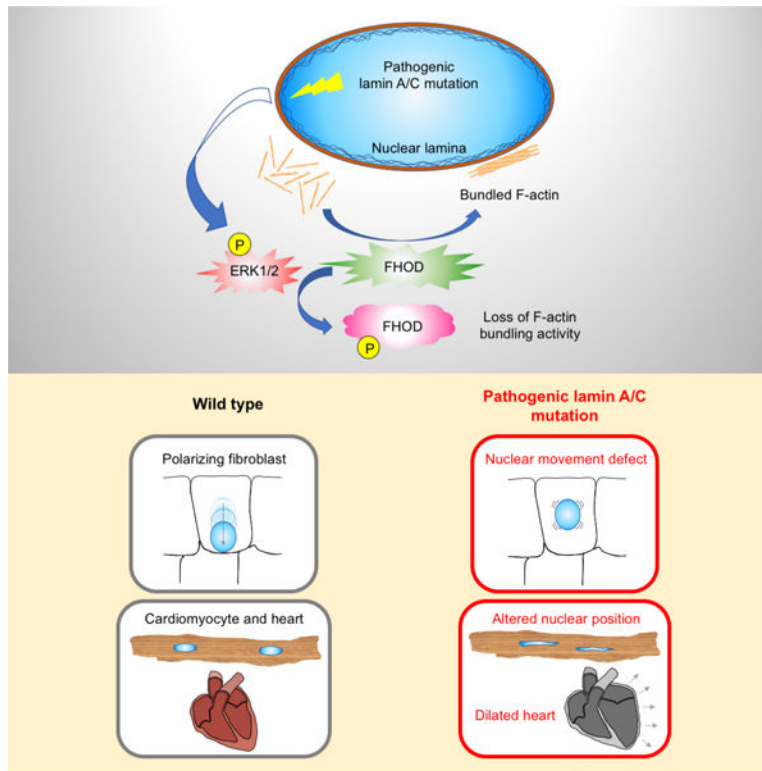 Pathogenic
lamin A/C mutation
Nuclear lamina
Bundled F-actin
P
ERK1/2
FHOD
FHOD
P
Loss of F-actin
bundling activity
Wild type
Pathogenic lamin A/C
mutation
Polarizing fibroblast
Nuclear movement defect
Cardiomyocyte and heart
Altered nuclear position
Dilated heart